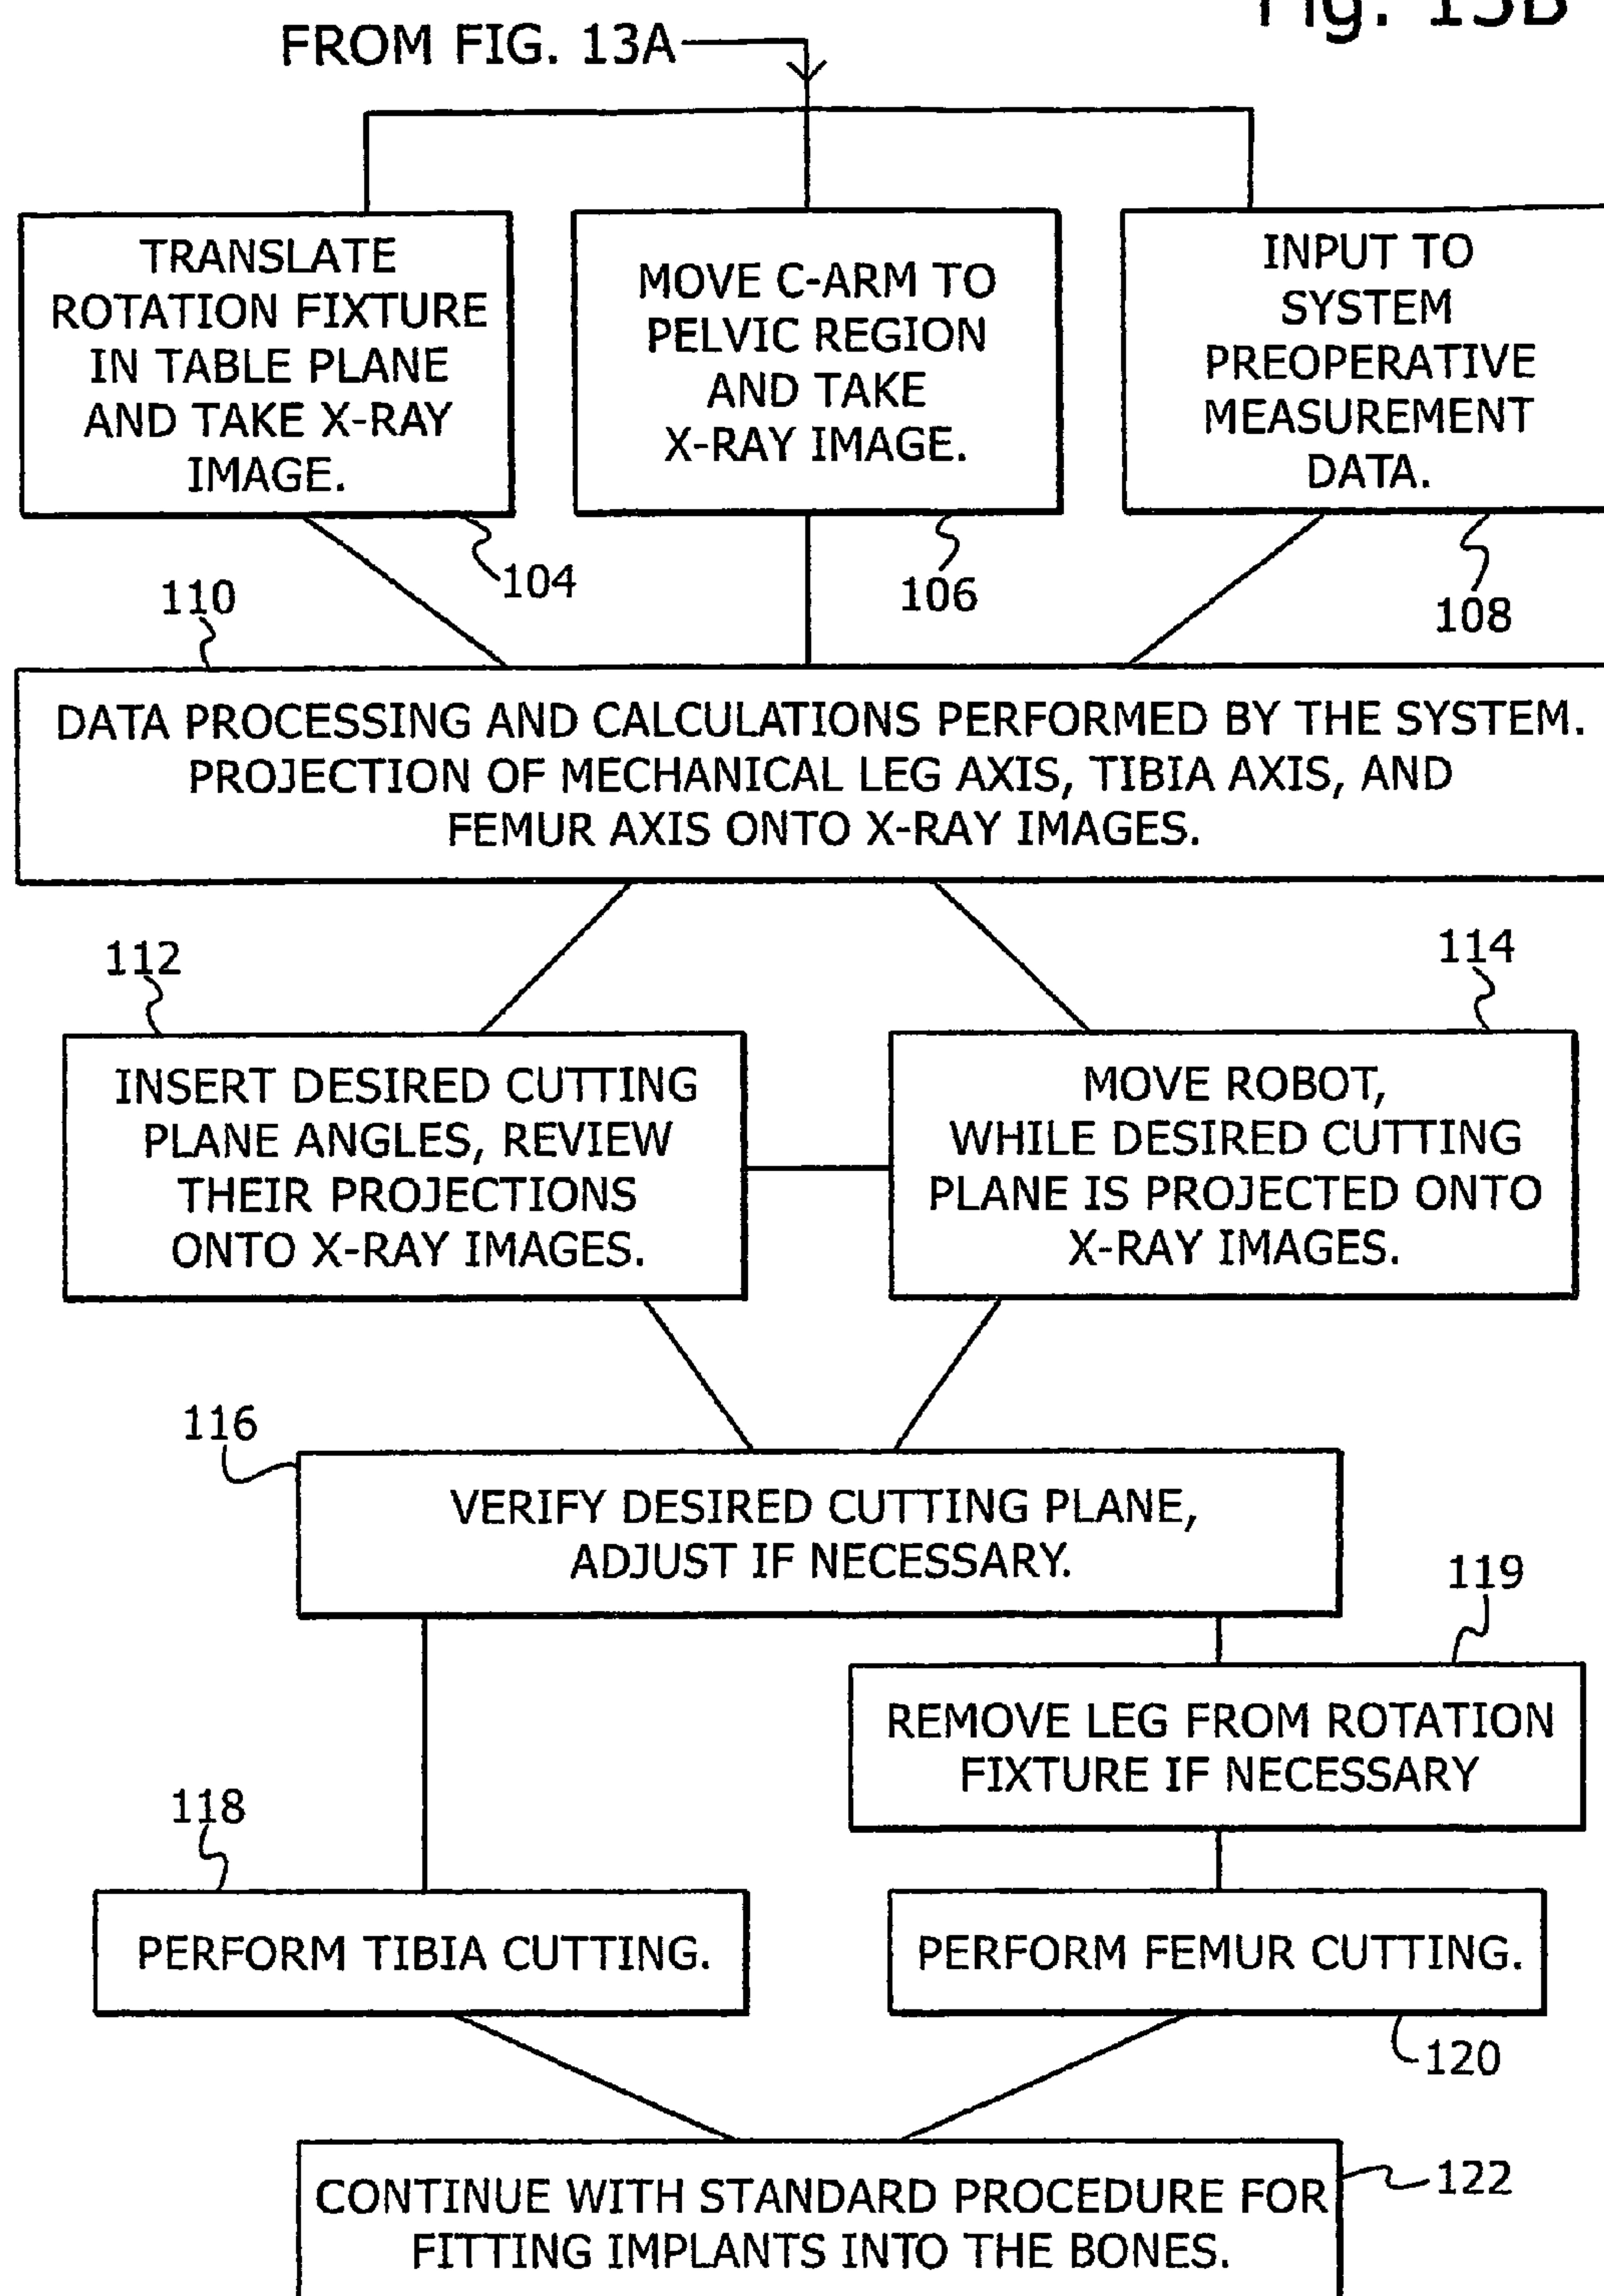 Fig. 13B
FROM FIG. 13A
TRANSLATE
ROTATION FIXTURE
IN TABLE PLANE
AND TAKE X-RAY
IMAGE.
104
MOVE C-ARM TO
PELVIC REGION
AND TAKE
X-RAY IMAGE.
106
INPUT TO
SYSTEM
PREOPERATIVE
MEASUREMENT
DATA.
108
110
DATA PROCESSING AND CALCULATIONS PERFORMED BY THE SYSTEM.
PROJECTION OF MECHANICAL LEG AXIS, TIBIA AXIS, AND
FEMUR AXIS ONTO X-RAY IMAGES.
112
INSERT DESIRED CUTTING
PLANE ANGLES, REVIEW
THEIR PROJECTIONS
ONTO X-RAY IMAGES.
114
MOVE ROBOT,
WHILE DESIRED CUTTING
PLANE IS PROJECTED ONTO
X-RAY IMAGES.
116
VERIFY DESIRED CUTTING PLANE,
ADJUST IF NECESSARY.
119
REMOVE LEG FROM ROTATION
FIXTURE IF NECESSARY
118
PERFORM TIBIA CUTTING.
PERFORM FEMUR CUTTING.
120
CONTINUE WITH STANDARD PROCEDURE FOR
FITTING IMPLANTS INTO THE BONES.
122